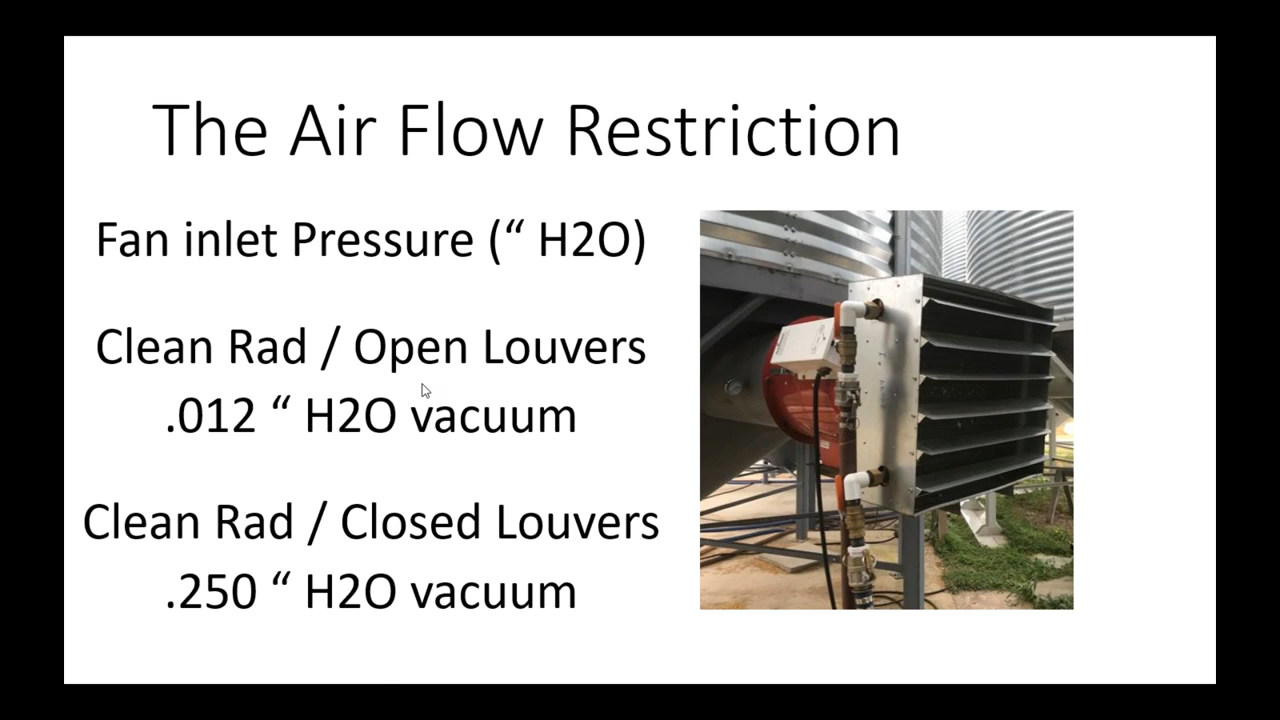 The Air Flow Restriction
Fan inlet Pressure (“ H2O)
Clean Rad / Open Louvers
.012 “ H2O vacuum
Clean Rad / Closed Louvers
.250 “ H2O vacuum